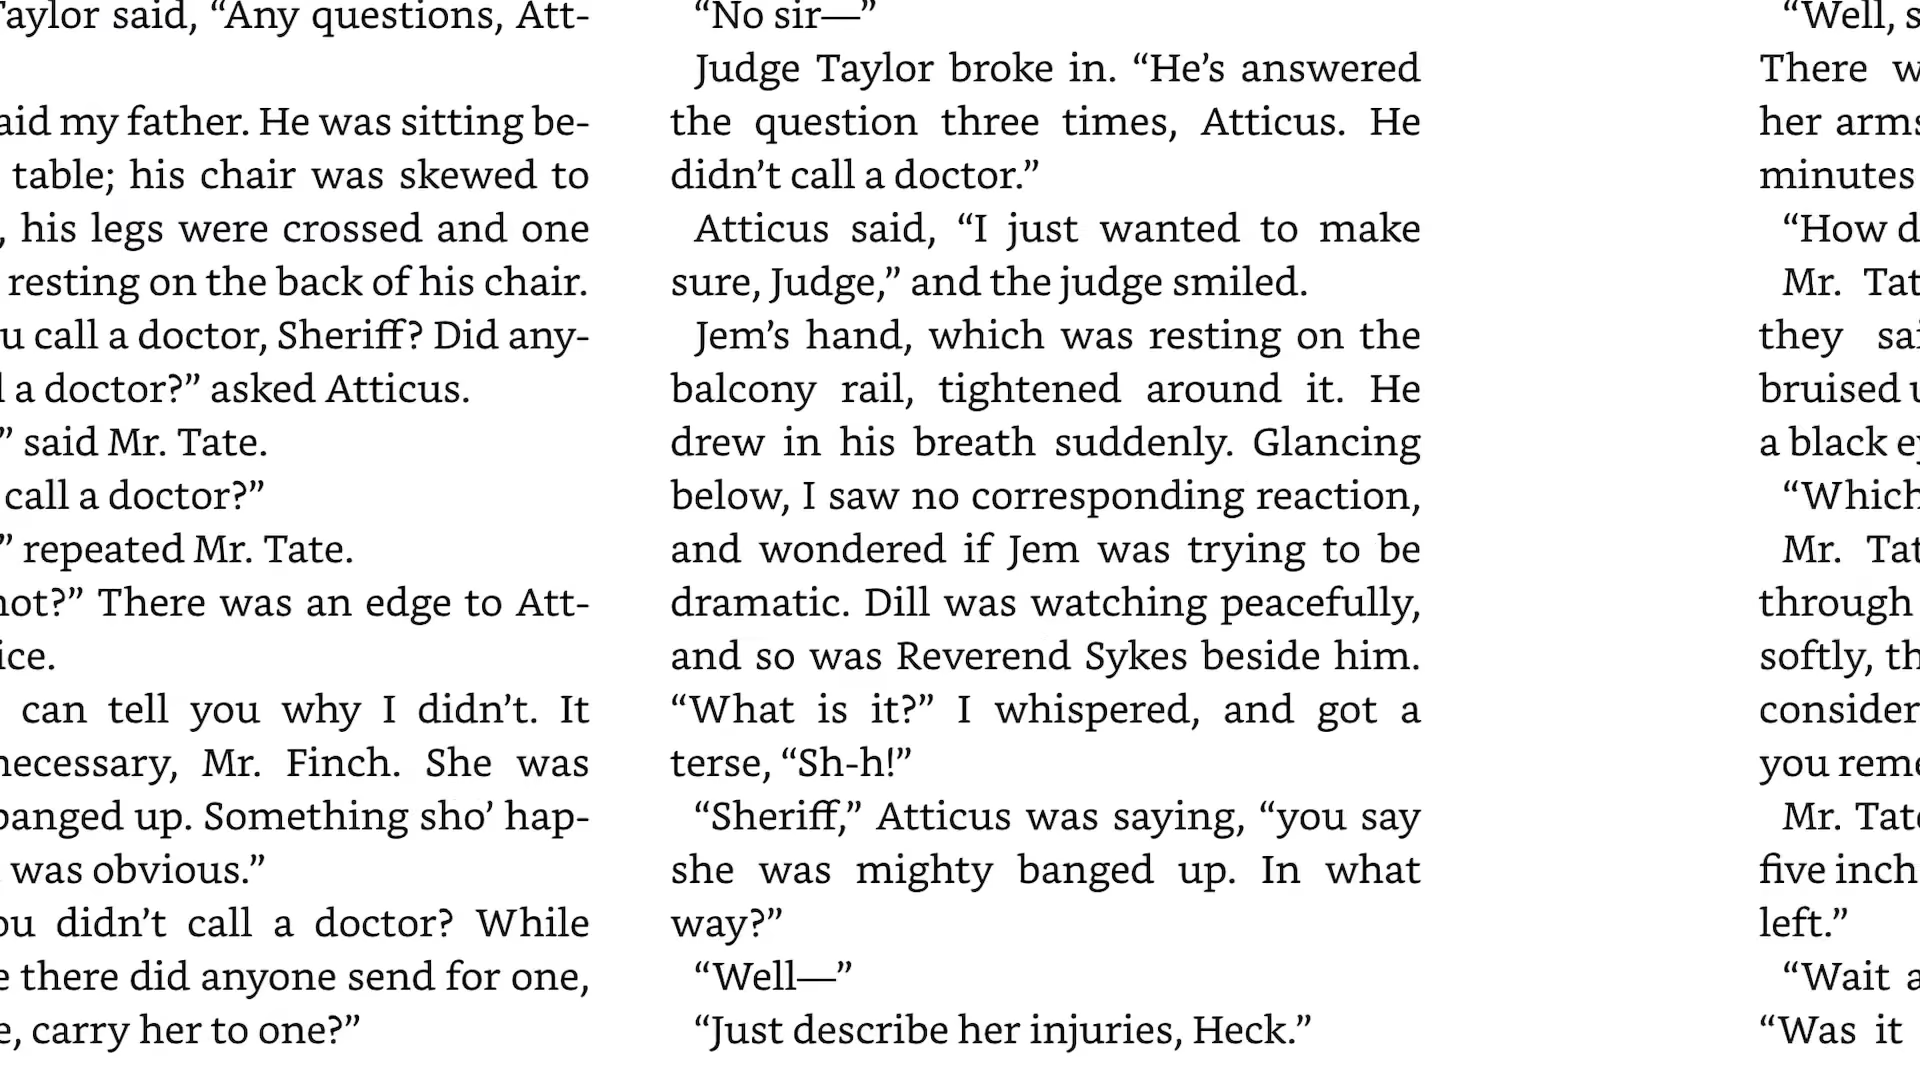 Taylor said, “Any questions, Att-
said my father. He was sitting be-
table; his chair was skewed to
, his legs were crossed and one
resting on the back of his chair.
call a doctor, Sheriff? Did any-
a doctor?” asked Atticus.
” said Mr. Tate.
call a doctor?”
” repeated Mr. Tate.
not?” There was an edge to Att-
can tell you why I didn’t. It
necessary, Mr. Finch. She was
banged up. Something sho’ hap-
was obvious.”
didn’t call a doctor? While
there did anyone send for one,
carry her to one?”
“No sir—”
Judge Taylor broke in. “He’s answered
the question three times, Atticus. He
didn’t call a doctor.”
Atticus said, “I just wanted to make
sure, Judge,” and the judge smiled.
Jem’s hand, which was resting on the
balcony rail, tightened around it. He
drew in his breath suddenly. Glancing
below, I saw no corresponding reaction,
and wondered if Jem was trying to be
dramatic. Dill was watching peacefully,
and so was Reverend Sykes beside him.
“What is it?” I whispered, and got a
terse, “Sh-h!”
“Sheriff,” Atticus was saying, “you say
she was mighty banged up. In what
way?”
“Well—”
“Just describe her injuries, Heck.”
“Well,
There
her arms
minutes
“How
Mr.
they
bruised
a black
“Which
Mr.
through
softly,
consider
you
Mr. Tate
five inch
left.”
“Wait
“Was it